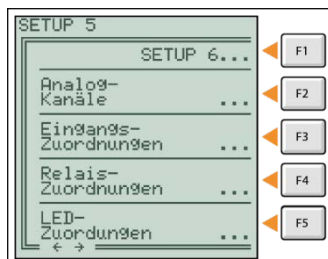 SETUP 5
SETUP 6...
F1
Analog-
Kanäle ...
F2
Eingangs-
Zuordnungen ...
F3
Relais-
Zuordnungen ...
F4
LED-
Zuordungen ...
F5
← →